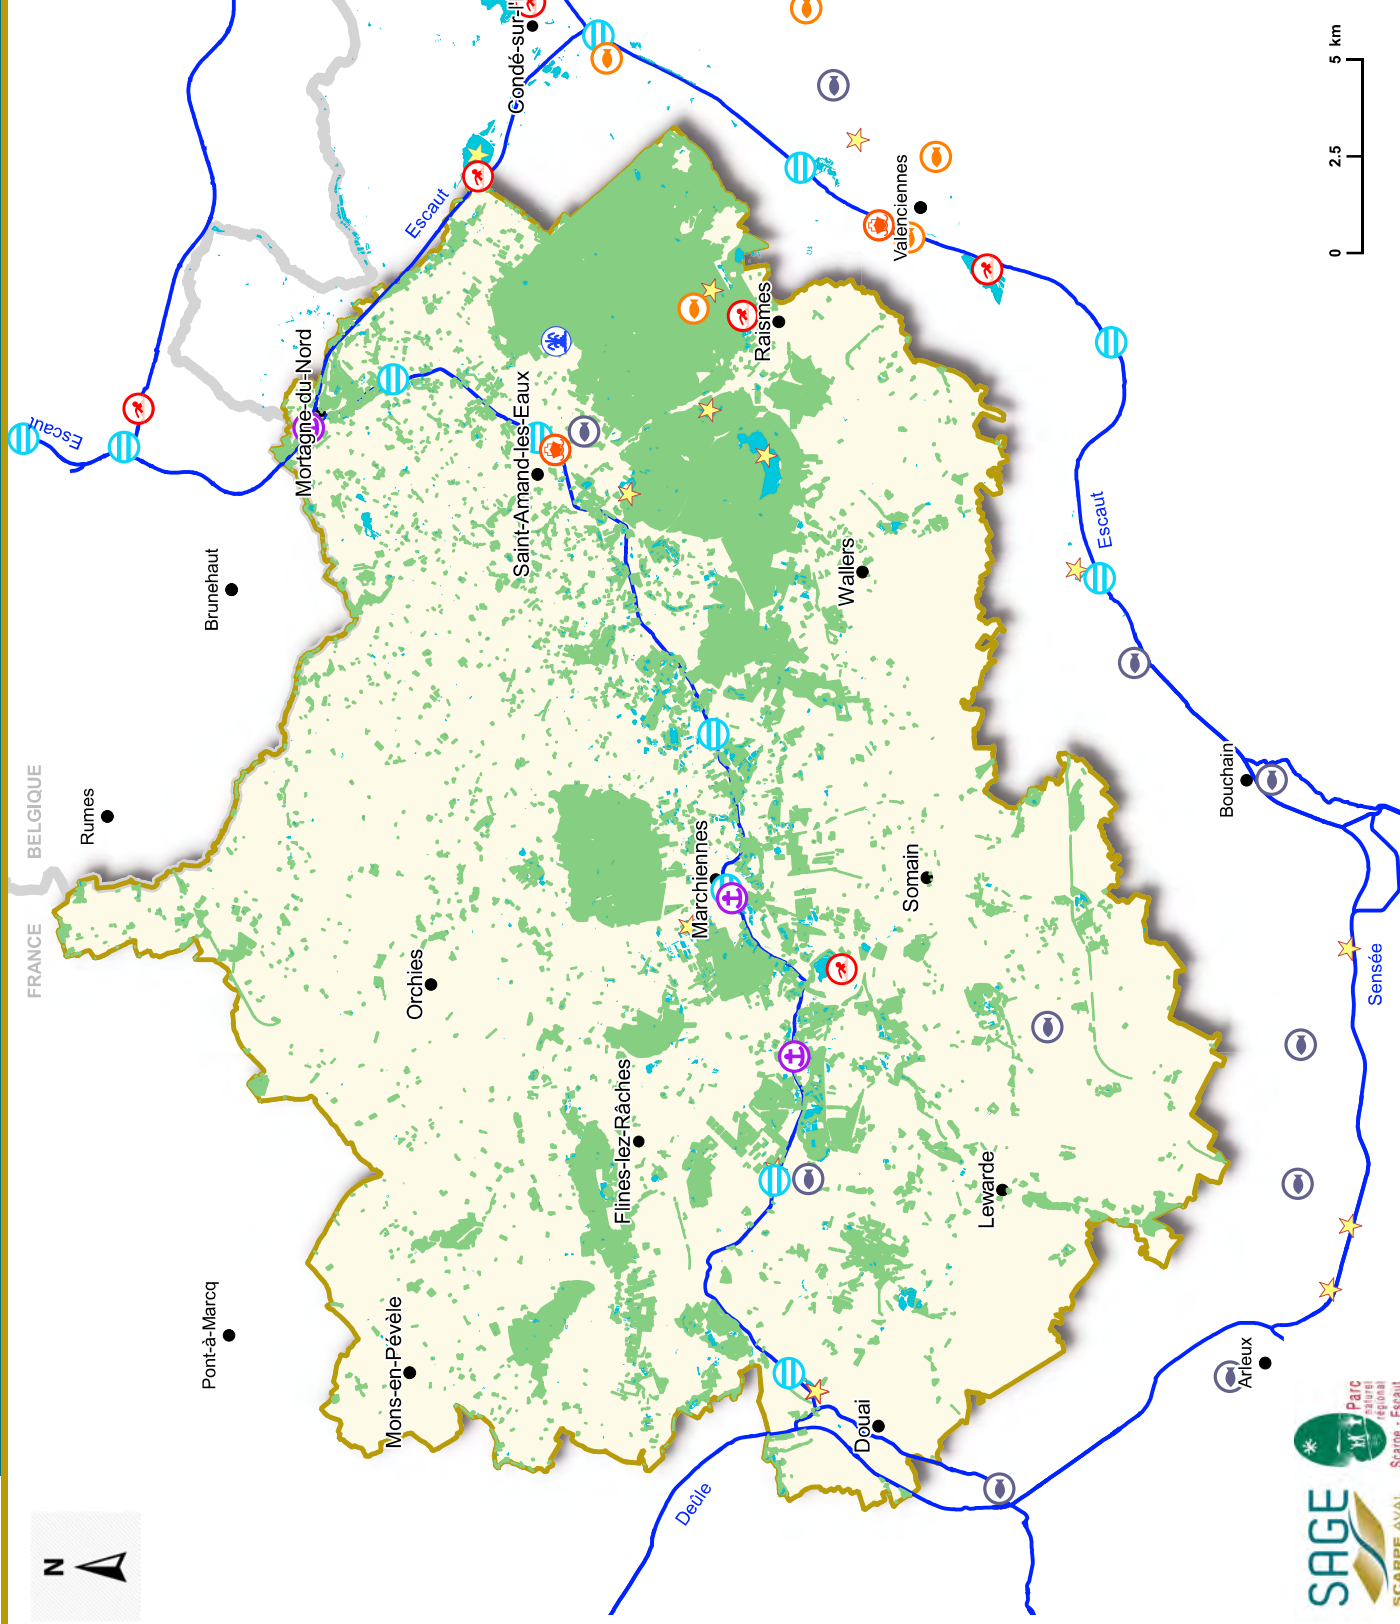 N
FRANCE
BELGIQUE
Rumes
Brunehaut
Pont-à-Marcq
Mons-en-Pévèle
Orchies
Escaut
Mortagne-du-Nord
Escaut
Condé-sur-l'
Saint-Amand-les-Eaux
Flines-lez-Râches
Marchiennes
Raismes
Wallers
Valenciennes
Deûle
Douai
Somain
Lewarde
Escaut
Bouchain
Arleux
Sensée
0
2.5
5
km
SAGE
SCARPE AVAL
Parc
naturel
régional
Scarpe - Escaut